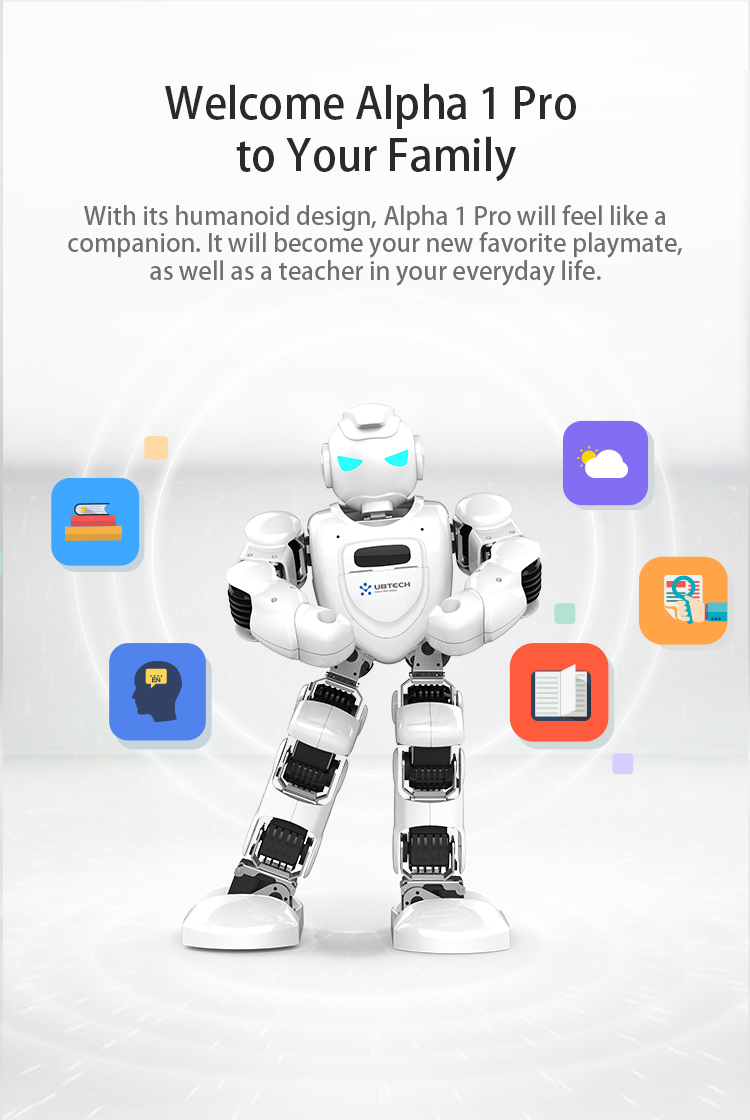 Welcome Alpha 1 Pro
to Your Family
With its humanoid design, Alpha 1 Pro will feel like a
companion. It will become your new favorite playmate,
as well as a teacher in your everyday life.
UBTECH
EN